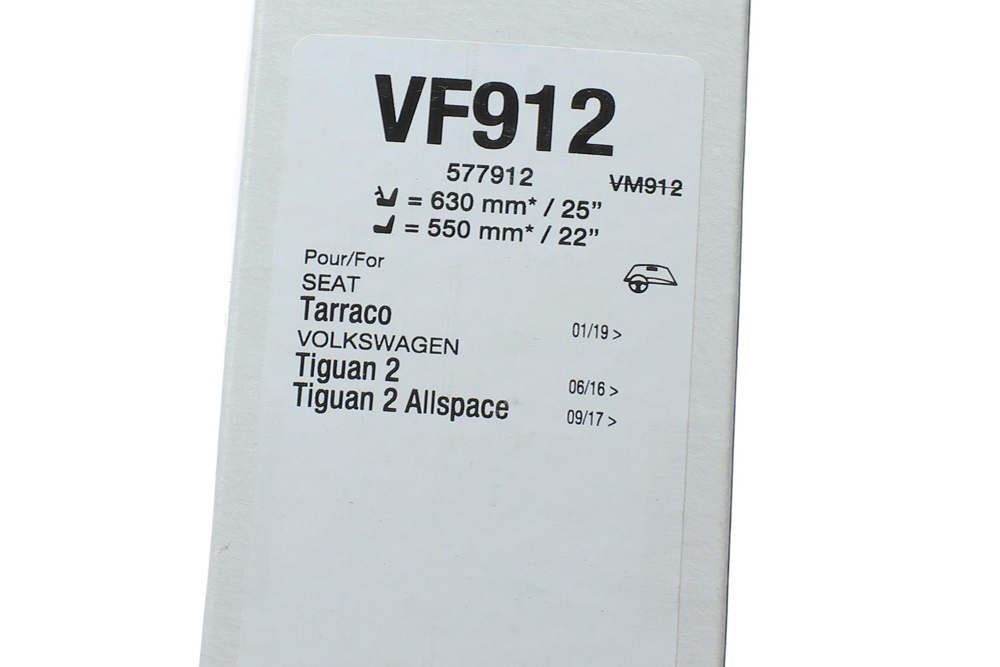 VF912
577912 VM912
= 630 mm* / 25”
= 550 mm* / 22”
Pour/For
SEAT
Tarraco 01/19 >
VOLKSWAGEN
Tiguan 2 06/16 >
Tiguan 2 Allspace 09/17 >